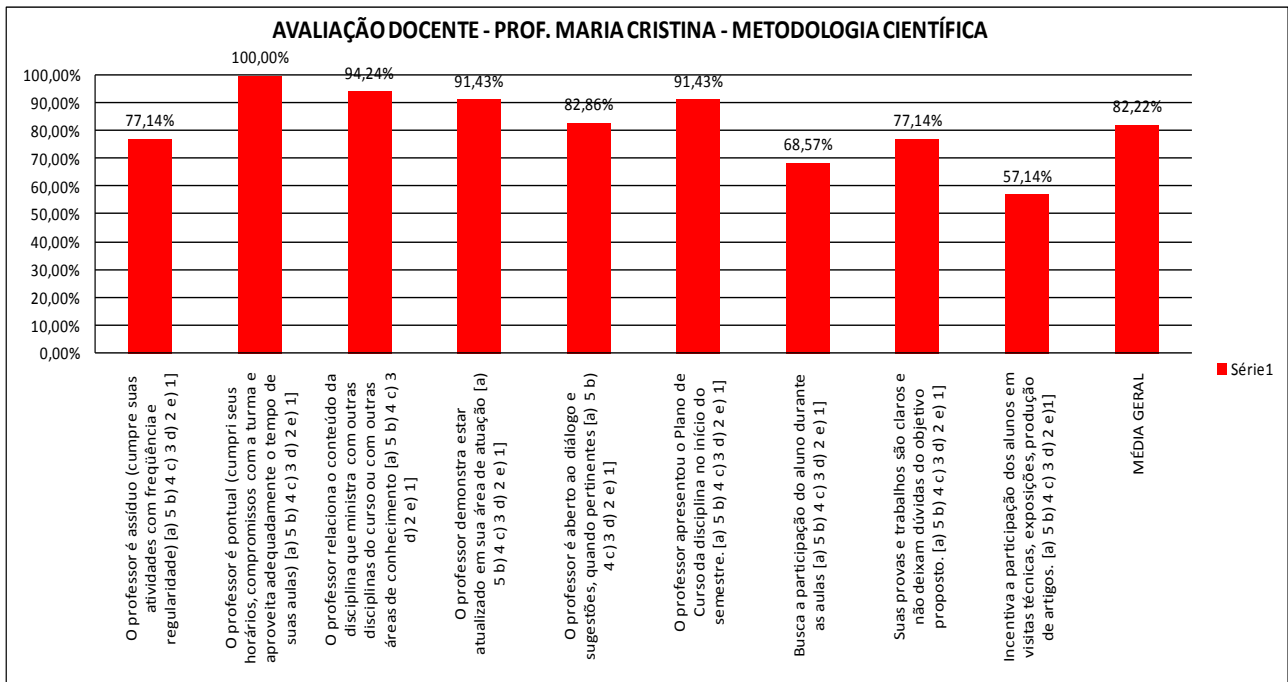 AVALIAÇÃO DOCENTE - PROF. MARIA CRISTINA - METODOLOGIA CIENTÍFICA
100,00%
90,00%
80,00%
70,00%
60,00%
50,00%
40,00%
30,00%
20,00%
10,00%
0,00%
77,14%
100,00%
94,24%
91,43%
82,86%
91,43%
68,57%
77,14%
57,14%
82,22%
O professor é assíduo (cumpre suas
atividades com freqüência e
regularidade) [a) 5 b) 4 c) 3 d) 2 e) 1]
O professor é pontual (cumpri seus
horários, compromissos com a turma e
aproveita adequadamente o tempo de
suas aulas) [a) 5 b) 4 c) 3 d) 2 e) 1]
O professor relaciona o conteúdo da
disciplina que ministra com outras
disciplinas do curso ou com outras
áreas de conhecimento [a) 5 b) 4 c) 3
d) 2 e) 1]
O professor demonstra estar
atualizado em sua área de atuação [a)
5 b) 4 c) 3 d) 2 e) 1]
O professor é aberto ao diálogo e
sugestões, quando pertinentes [a) 5 b)
4 c) 3 d) 2 e) 1]
O professor apresentou o Plano de
Curso da disciplina no início do
semestre. [a) 5 b) 4 c) 3 d) 2 e) 1]
Busca a participação do aluno durante
as aulas [a) 5 b) 4 c) 3 d) 2 e) 1]
Suas provas e trabalhos são claros e
não deixam dúvidas do objetivo
proposto. [a) 5 b) 4 c) 3 d) 2 e) 1]
Incentiva a participação dos alunos em
visitas técnicas, exposições, produção
de artigos. [a) 5 b) 4 c) 3 d) 2 e)1]
MÉDIA GERAL
Série1